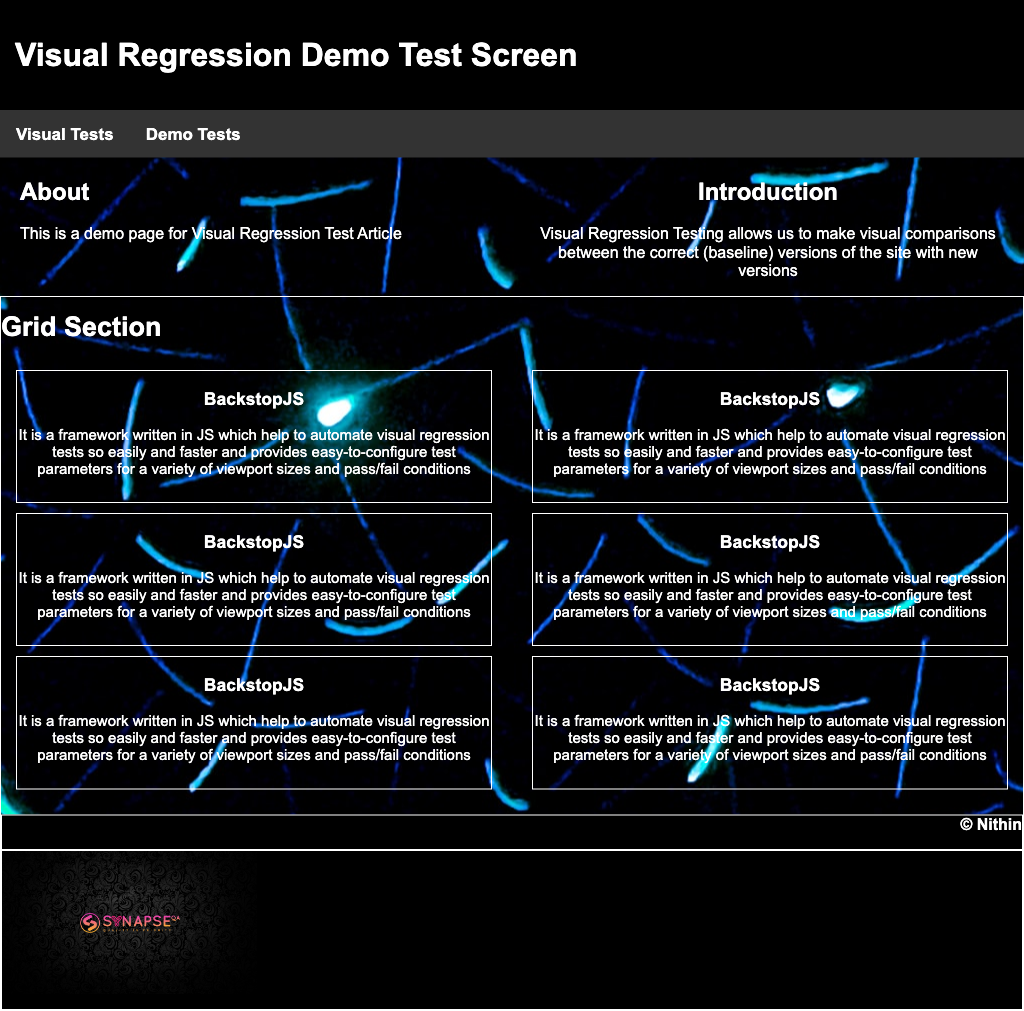 Visual Regression Demo Test Screen
Visual Tests Demo Tests
About
This is a demo page for Visual Regression Test Article
Introduction
Visual Regression Testing allows us to make visual comparisons
between the correct (baseline) versions of the site with new
versions
Grid Section
BackstopJS
It is a framework written in JS which help to automate visual regression
tests so easily and faster and provides easy-to-configure test
parameters for a variety of viewport sizes and pass/fail conditions
BackstopJS
It is a framework written in JS which help to automate visual regression
tests so easily and faster and provides easy-to-configure test
parameters for a variety of viewport sizes and pass/fail conditions
BackstopJS
It is a framework written in JS which help to automate visual regression
tests so easily and faster and provides easy-to-configure test
parameters for a variety of viewport sizes and pass/fail conditions
BackstopJS
It is a framework written in JS which help to automate visual regression
tests so easily and faster and provides easy-to-configure test
parameters for a variety of viewport sizes and pass/fail conditions
BackstopJS
It is a framework written in JS which help to automate visual regression
tests so easily and faster and provides easy-to-configure test
parameters for a variety of viewport sizes and pass/fail conditions
BackstopJS
It is a framework written in JS which help to automate visual regression
tests so easily and faster and provides easy-to-configure test
parameters for a variety of viewport sizes and pass/fail conditions
© Nithin
SYNAPSE QA